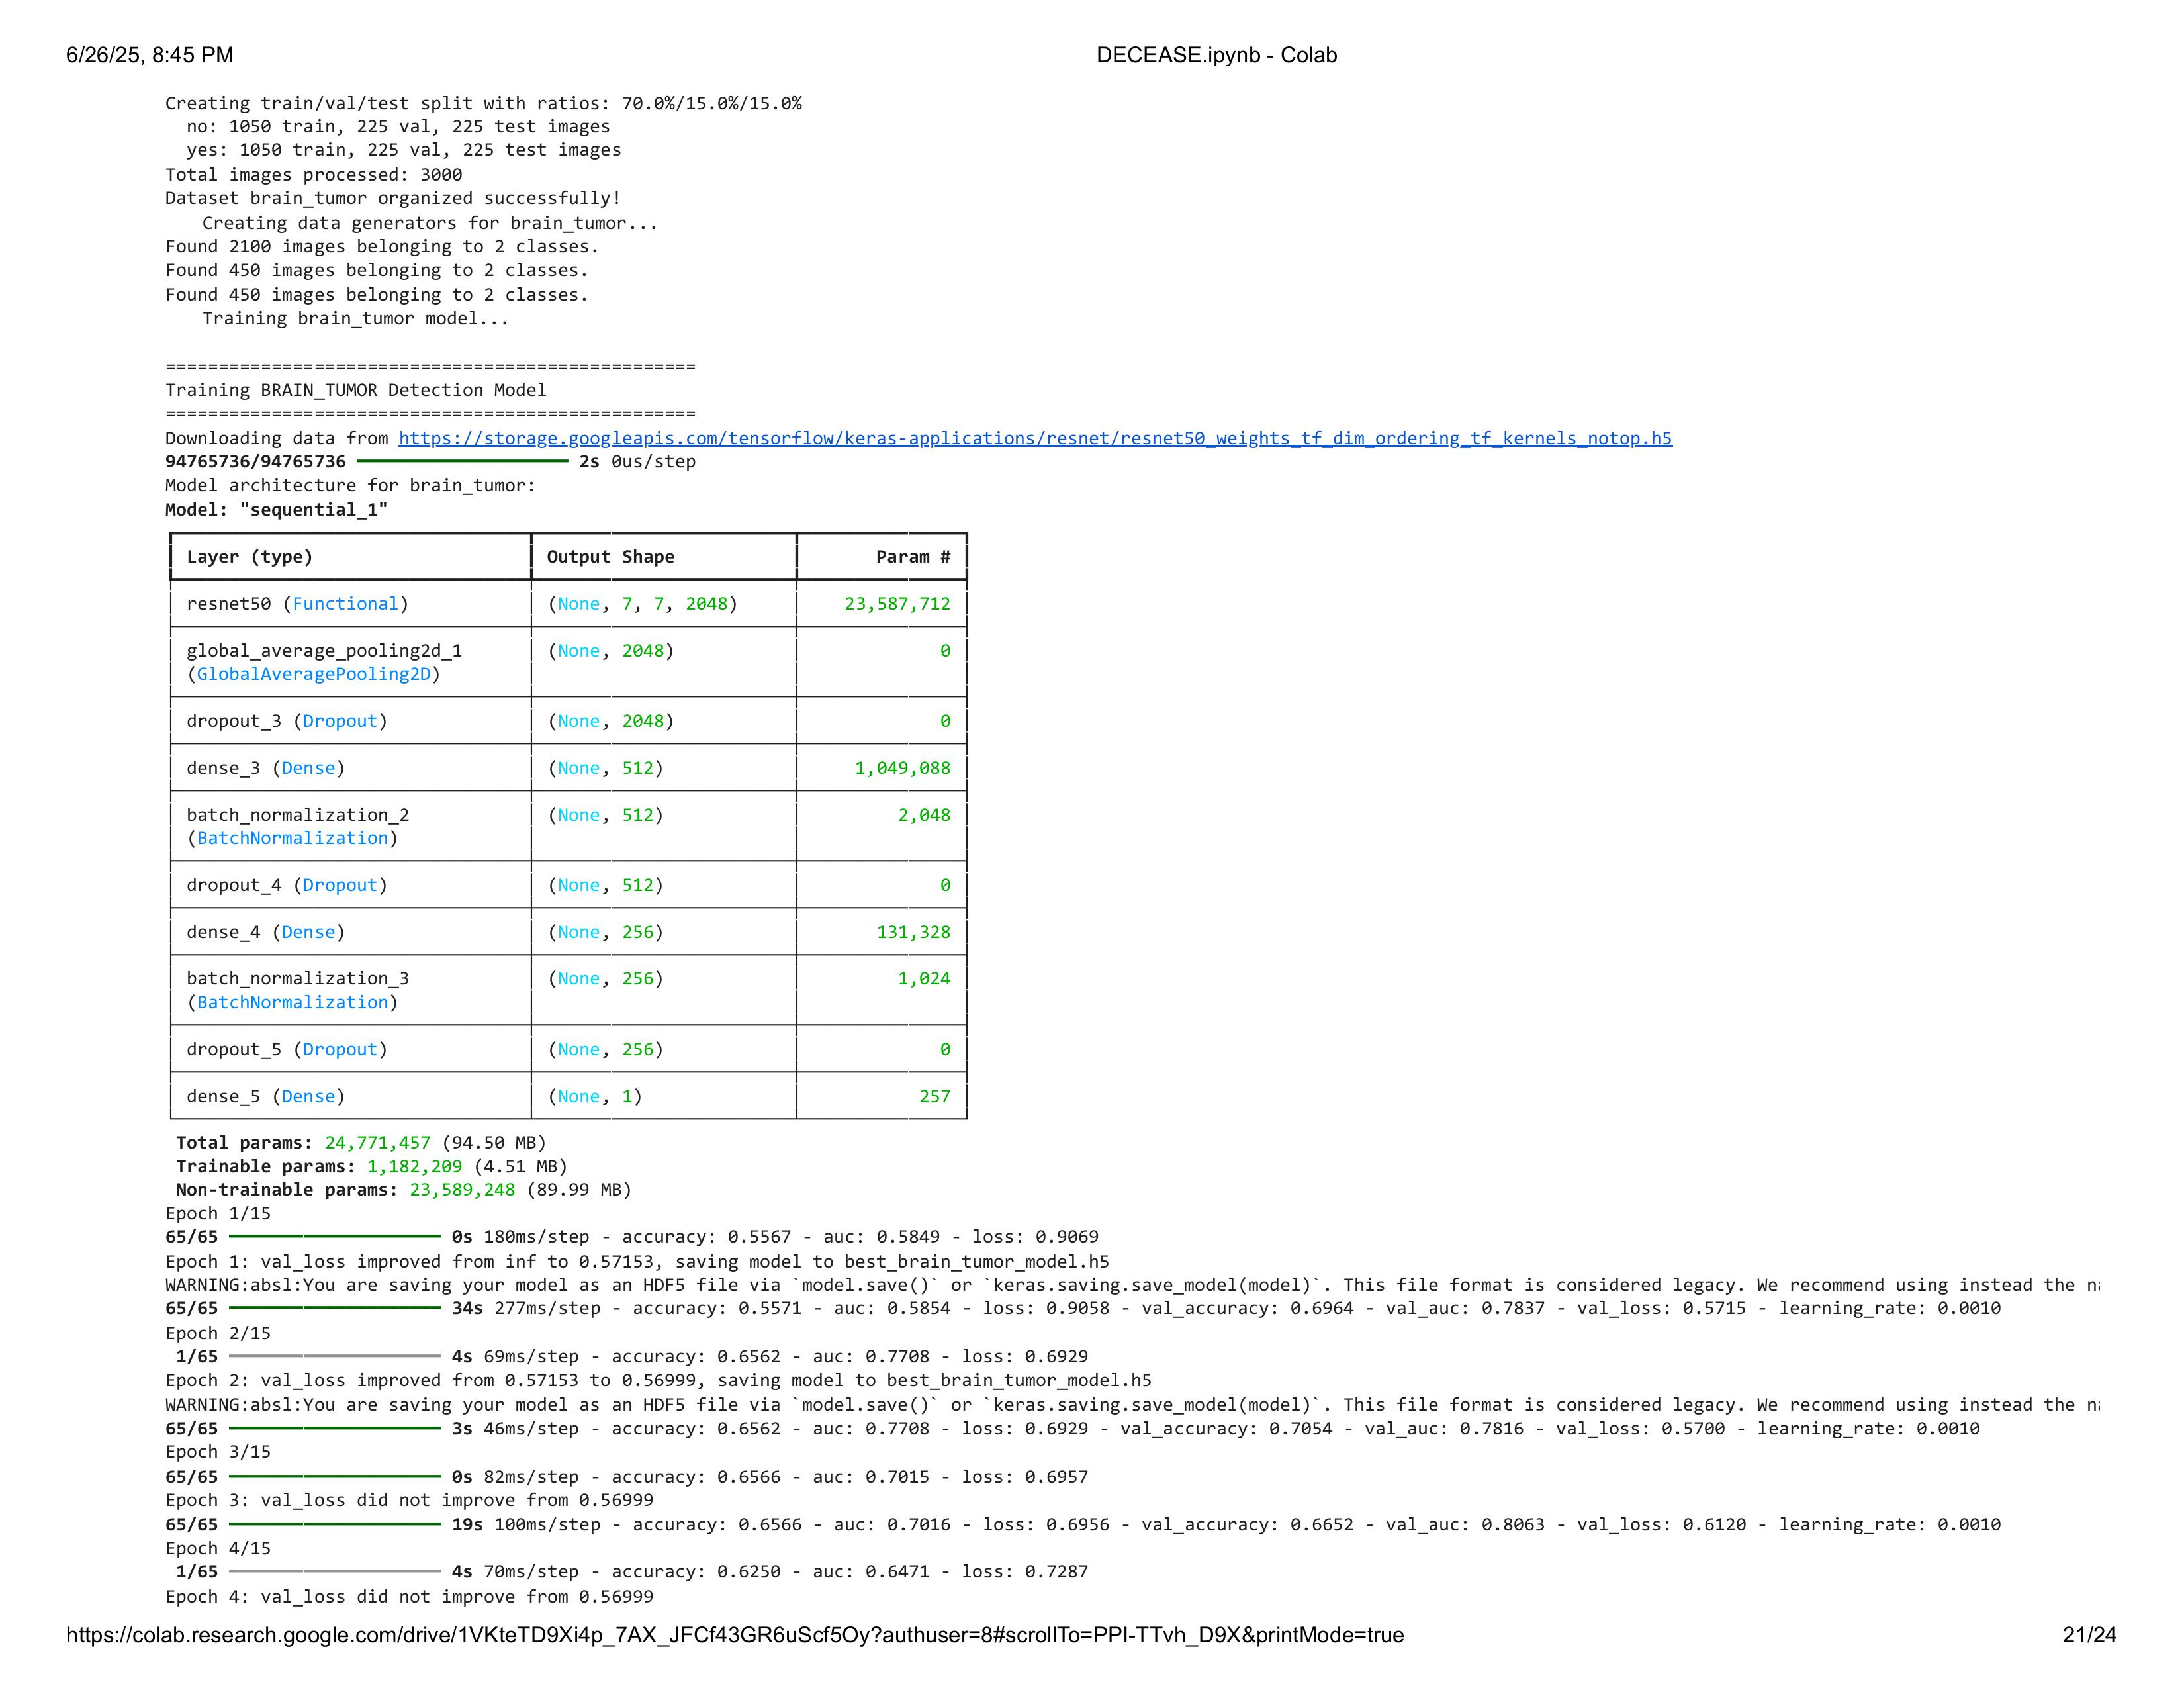 6/26/25, 8:45 PM DECEASE.ipynb - Colab
Creating train/val/test split with ratios: 70.0%/15.0%/15.0%
no: 1050 train, 225 val, 225 test images
yes: 1050 train, 225 val, 225 test images
Total images processed: 3000
Dataset brain_tumor organized successfully!
Creating data generators for brain_tumor...
Found 2100 images belonging to 2 classes.
Found 450 images belonging to 2 classes.
Found 450 images belonging to 2 classes.
Training brain_tumor model...
==================================================
Training BRAIN_TUMOR Detection Model
==================================================
Downloading data from https://storage.googleapis.com/tensorflow/keras-applications/resnet/resnet50_weights_tf_dim_ordering_tf_kernels_notop.h5
94765736/94765736 ━━━━━━━━━━━━━━━━━━━━ 2s 0us/step
Model architecture for brain_tumor:
Model: "sequential_1"
Layer (type) Output Shape Param #
resnet50 (Functional) (None, 7, 7, 2048) 23,587,712
global_average_pooling2d_1 (None, 2048) 0
(GlobalAveragePooling2D)
dropout_3 (Dropout) (None, 2048) 0
dense_3 (Dense) (None, 512) 1,049,088
batch_normalization_2 (None, 512) 2,048
(BatchNormalization)
dropout_4 (Dropout) (None, 512) 0
dense_4 (Dense) (None, 256) 131,328
batch_normalization_3 (None, 256) 1,024
(BatchNormalization)
dropout_5 (Dropout) (None, 256) 0
dense_5 (Dense) (None, 1) 257
Total params: 24,771,457 (94.50 MB)
Trainable params: 1,182,209 (4.51 MB)
Non-trainable params: 23,589,248 (89.99 MB)
Epoch 1/15
65/65 ━━━━━━━━━━━━━━━━━━━━ 0s 180ms/step - accuracy: 0.5567 - auc: 0.5849 - loss: 0.9069
Epoch 1: val_loss improved from inf to 0.57153, saving model to best_brain_tumor_model.h5
WARNING:absl:You are saving your model as an HDF5 file via `model.save()` or `keras.saving.save_model(model)`. This file format is considered legacy. We recommend using instead the na
65/65 ━━━━━━━━━━━━━━━━━━━━ 34s 277ms/step - accuracy: 0.5571 - auc: 0.5854 - loss: 0.9058 - val_accuracy: 0.6964 - val_auc: 0.7837 - val_loss: 0.5715 - learning_rate: 0.0010
Epoch 2/15
1/65 ━━━━━━━━━━━━━━━━━━━━ 4s 69ms/step - accuracy: 0.6562 - auc: 0.7708 - loss: 0.6929
Epoch 2: val_loss improved from 0.57153 to 0.56999, saving model to best_brain_tumor_model.h5
WARNING:absl:You are saving your model as an HDF5 file via `model.save()` or `keras.saving.save_model(model)`. This file format is considered legacy. We recommend using instead the na
65/65 ━━━━━━━━━━━━━━━━━━━━ 3s 46ms/step - accuracy: 0.6562 - auc: 0.7708 - loss: 0.6929 - val_accuracy: 0.7054 - val_auc: 0.7816 - val_loss: 0.5700 - learning_rate: 0.0010
Epoch 3/15
65/65 ━━━━━━━━━━━━━━━━━━━━ 0s 82ms/step - accuracy: 0.6566 - auc: 0.7015 - loss: 0.6957
Epoch 3: val_loss did not improve from 0.56999
65/65 ━━━━━━━━━━━━━━━━━━━━ 19s 100ms/step - accuracy: 0.6566 - auc: 0.7016 - loss: 0.6956 - val_accuracy: 0.6652 - val_auc: 0.8063 - val_loss: 0.6120 - learning_rate: 0.0010
Epoch 4/15
1/65 ━━━━━━━━━━━━━━━━━━━━ 4s 70ms/step - accuracy: 0.6250 - auc: 0.6471 - loss: 0.7287
Epoch 4: val_loss did not improve from 0.56999
https://colab.research.google.com/drive/1VKteTD9Xi4p_7AX_JFCf43GR6uScf5Oy?authuser=8#scrollTo=PPI-TTvh_D9X&printMode=true 21/24